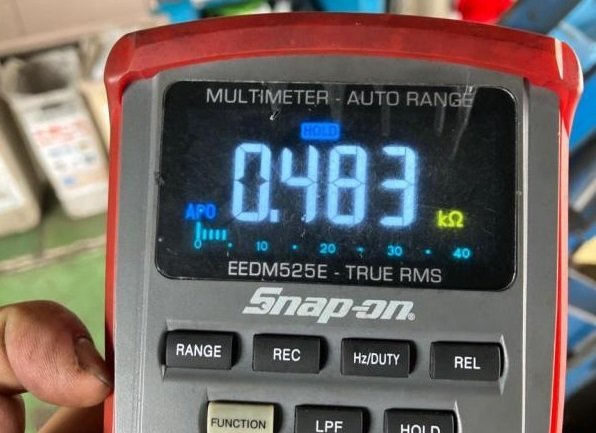 MULTIMETER - AUTO RANGE
HOLD
0.483
APO
kΩ
0 10 20 30 40
EEDM525E - TRUE RMS
Snap-on®
RANGE REC Hz/DUTY REL
FUNCTION LPF HOLD